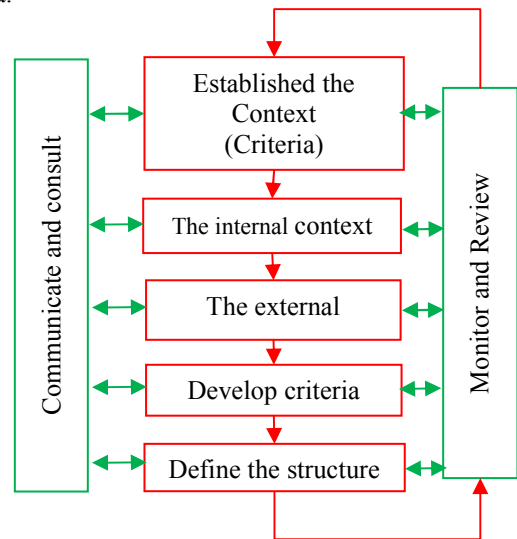 Communicate and consult
Established the
Context
(Criteria)
The internal context
The external
Develop criteria
Define the structure
Monitor and Review